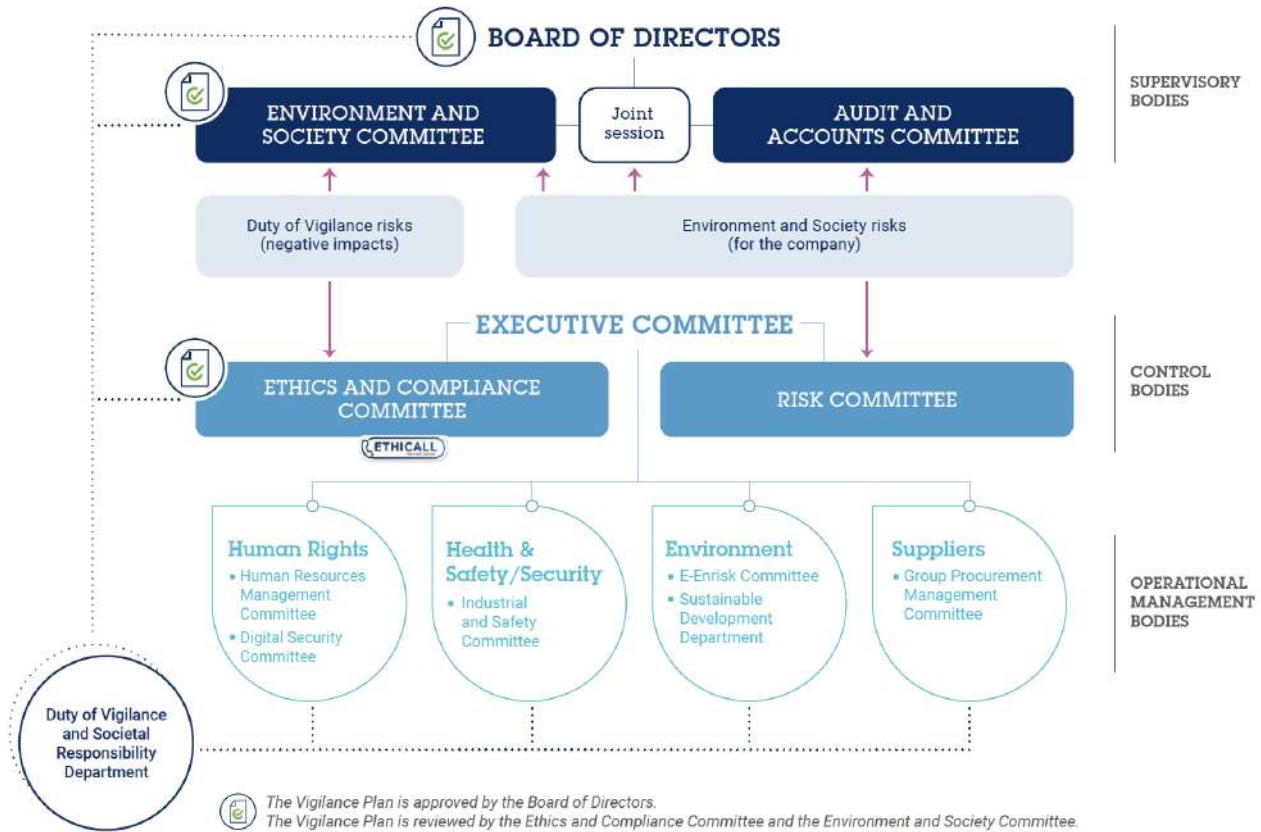 BOARD OF DIRECTORS
SUPERVISORY
BODIES
ENVIRONMENT AND
SOCIETY COMMITTEE
Joint
session
AUDIT AND
ACCOUNTS COMMITTEE
Duty of Vigilance risks
(negative impacts)
Environment and Society risks
(for the company)
EXECUTIVE COMMITTEE
CONTROL
BODIES
ETHICS AND COMPLIANCE
COMMITTEE
RISK COMMITTEE
ETHICALL
Human Rights
• Human Resources
Management
Committee
• Digital Security
Committee
Health &
Safety/Security
• Industrial
and Safety
Committee
Environment
• E-Enrisk Committee
• Sustainable
Development
Department
Suppliers
• Group Procurement
Management
Committee
OPERATIONAL
MANAGEMENT
BODIES
Duty of Vigilance
and Societal
Responsibility
Department
The Vigilance Plan is approved by the Board of Directors.
The Vigilance Plan is reviewed by the Ethics and Compliance Committee and the Environment and Society Committee.